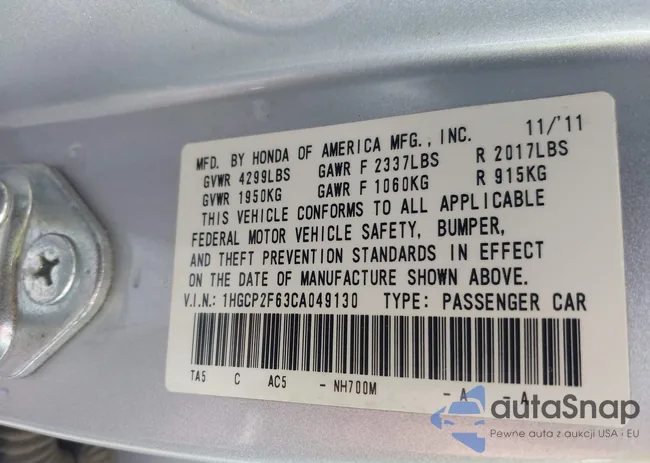 MFD. BY HONDA OF AMERICA MFG., INC. 11/'11
GVWR 4299LBS GAWR F 2337LBS R 2017LBS
GVWR 1950KG GAWR F 1060KG R 915KG
THIS VEHICLE CONFORMS TO ALL APPLICABLE
FEDERAL MOTOR VEHICLE SAFETY, BUMPER,
AND THEFT PREVENTION STANDARDS IN EFFECT
ON THE DATE OF MANUFACTURE SHOWN ABOVE.
V.I.N.: 1HGCP2F63CA049130 TYPE: PASSENGER CAR
TA5 C AC5 - NH700M - A A
autaSnap
Pewne auta z aukcji USA i EU